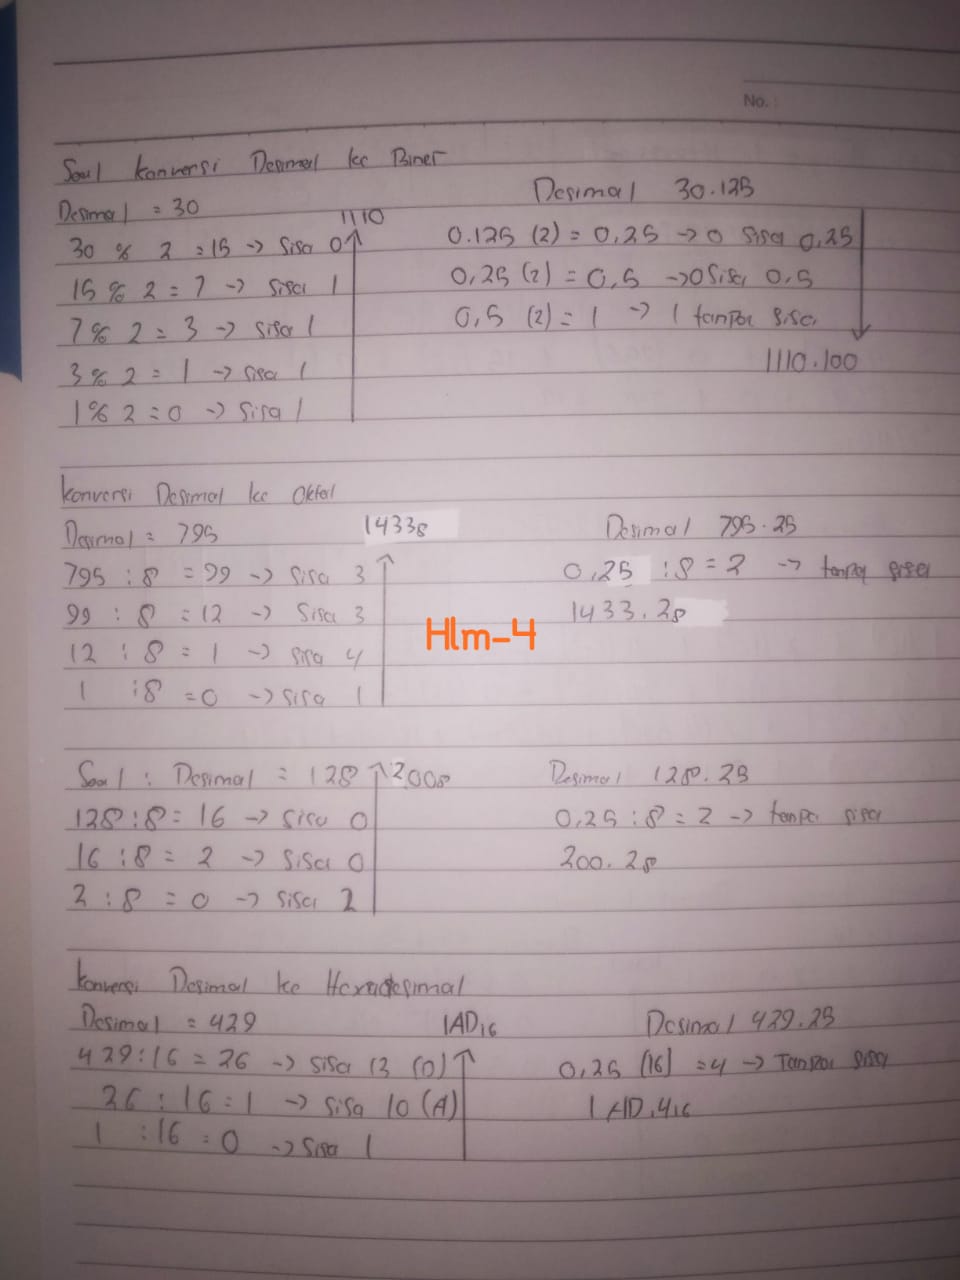 No. :
Soal konversi Desimal ke Biner
Desimal = 30
1110
30 % 2 = 15 -> Sisa 0
15 % 2 = 7 -> Sisa 1
7 % 2 = 3 -> Sisa 1
3 % 2 = 1 -> Sisa 1
1 % 2 = 0 -> Sisa 1
Desimal 30.125
0.125 (2) = 0,25 -> 0 Sisa 0,25
0,25 (2) = 0,5 -> 0 Sisa 0,5
0,5 (2) = 1 -> 1 tanpa sisa
1110.100
konversi Desimal ke Oktal
Desimal = 795
1433₈
795 : 8 = 99 -> Sisa 3
99 : 8 = 12 -> Sisa 3
12 : 8 = 1 -> Sisa 4
1 : 8 = 0 -> Sisa 1
Desimal 795.25
0,25 : 8 = 2 -> tanpa sisa
1433.2₈
Hlm-4
Soal : Desimal = 128
200₈
128 : 8 = 16 -> Sisa 0
16 : 8 = 2 -> Sisa 0
2 : 8 = 0 -> Sisa 2
Desimal 128.25
0,25 : 8 = 2 -> tanpa sisa
200.2₈
konversi Desimal ke Hexadesimal
Desimal = 429
1AD₁₆
429 : 16 = 26 -> Sisa 13 (D)
26 : 16 = 1 -> Sisa 10 (A)
1 : 16 = 0 -> Sisa 1
Desimal 429.25
0,25 (16) = 4 -> Tanpa sisa
1AD.4₁₆